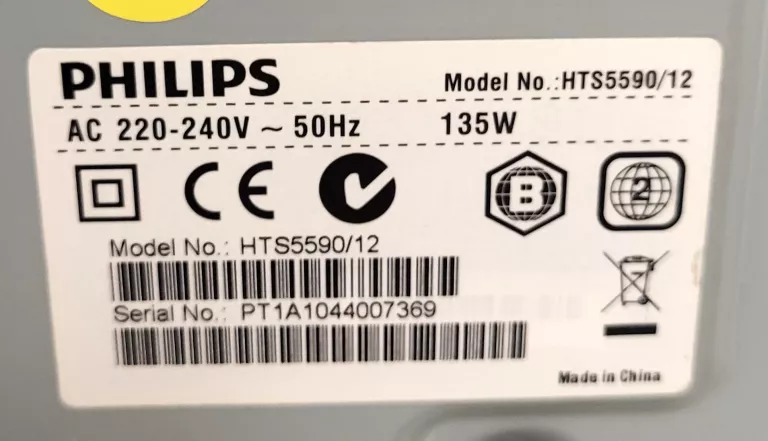 PHILIPS
Model No.:HTS5590/12
AC 220-240V ~ 50Hz 135W
CE
B
2
Model No.: HTS5590/12
Serial No.: PT1A1044007369
Made in China